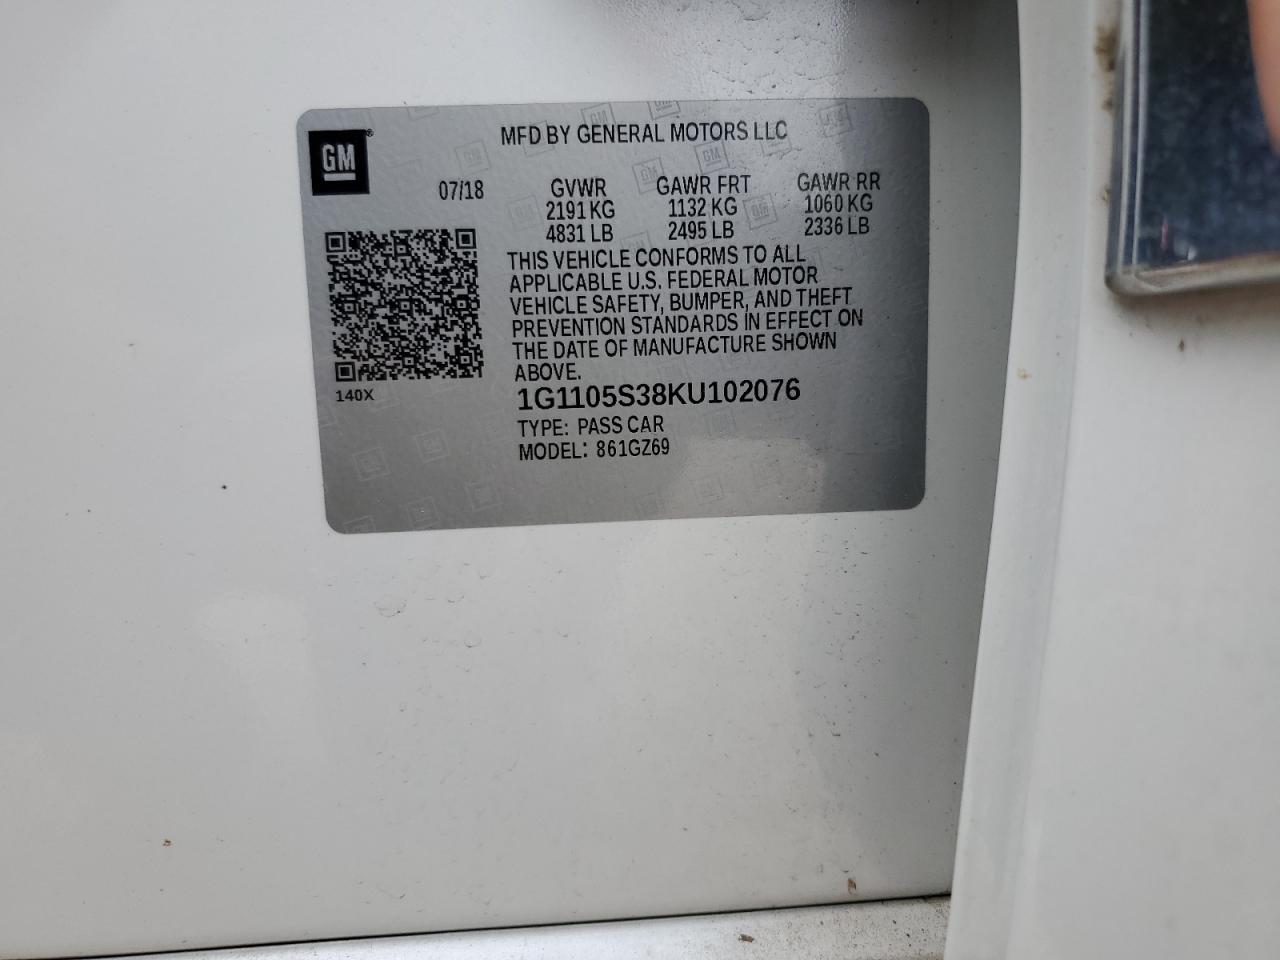 MFD BY GENERAL MOTORS LLC
GM®
07/18
GVWR GAWR FRT GAWR RR
2191 KG 1132 KG 1060 KG
4831 LB 2495 LB 2336 LB
THIS VEHICLE CONFORMS TO ALL
APPLICABLE U.S. FEDERAL MOTOR
VEHICLE SAFETY, BUMPER, AND THEFT
PREVENTION STANDARDS IN EFFECT ON
THE DATE OF MANUFACTURE SHOWN
ABOVE.
140X
1G1105S38KU102076
TYPE: PASS CAR
MODEL: 861GZ69